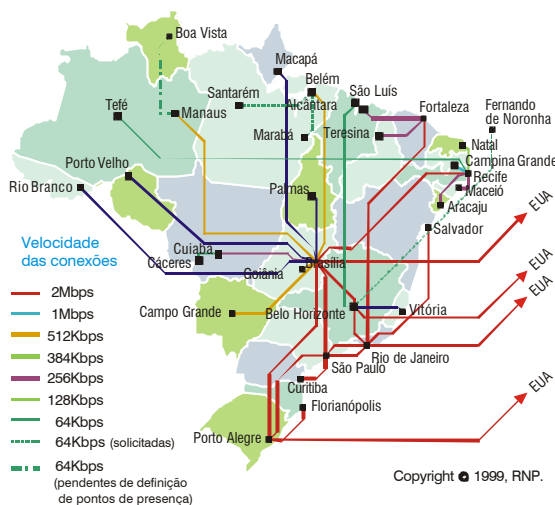 Boa Vista
Macapá
Belém
Santarém
Alcântara
São Luís
Tefé
Manaus
Fortaleza
Fernando
de Noronha
Marabá
Teresina
Natal
Porto Velho
Campina Grande
Recife
Rio Branco
Palmas
Maceió
Aracaju
EUA
Salvador
Velocidade
das conexões
Cuiabá
Cáceres
Goiânia
Brasília
EUA
2Mbps
1Mbps
512Kbps
384Kbps
256Kbps
128Kbps
64Kbps
64Kbps (solicitadas)
64Kbps
(pendentes de definição
de pontos de presença)
Campo Grande
Belo Horizonte
Vitória
EUA
Rio de Janeiro
São Paulo
Curitiba
Florianópolis
EUA
Porto Alegre
Copyright © 1999, RNP.